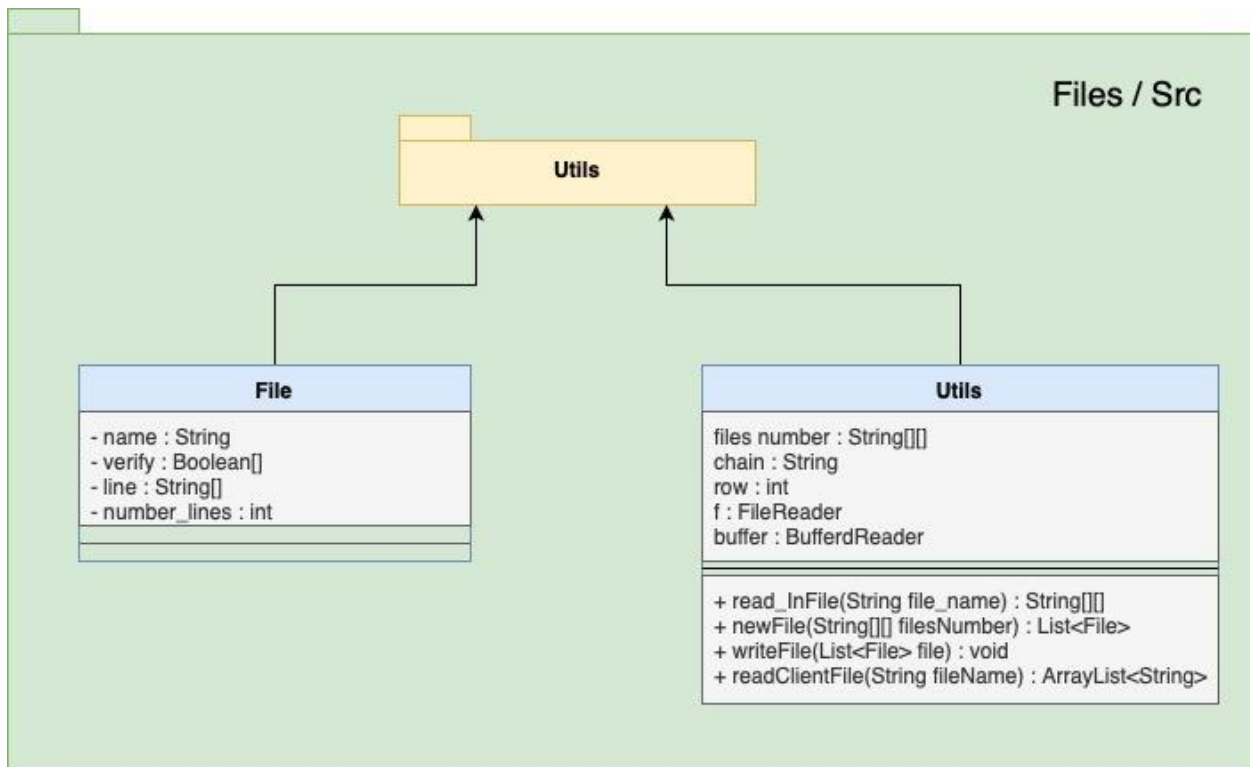 Files / Src
Utils
File
- name : String
- verify : Boolean[]
- line : String[]
- number_lines : int
Utils
files number : String[][]
chain : String
row : int
f : FileReader
buffer : BufferdReader
+ read_InFile(String file_name) : String[][]
+ newFile(String[][] filesNumber) : List<File>
+ writeFile(List<File> file) : void
+ readClientFile(String fileName) : ArrayList<String>